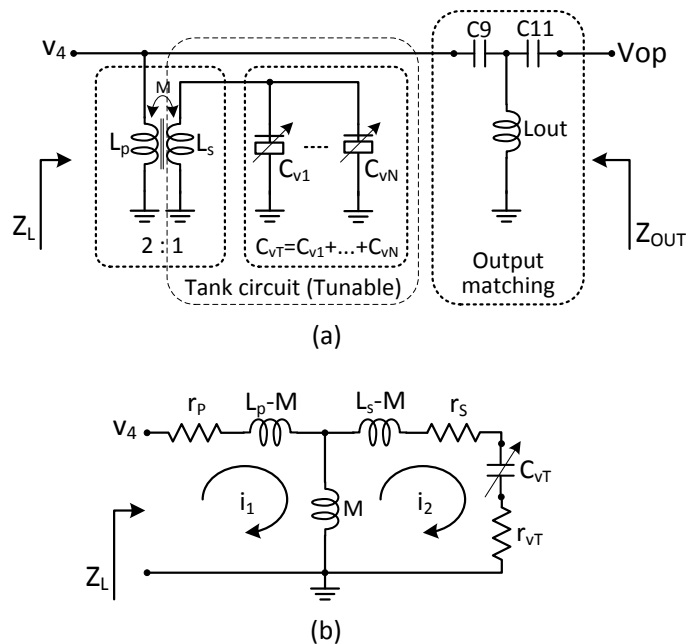 C9 C11
v4 Vop
M
Lp Ls Cv1 CvN Lout
ZL ZOUT
2 : 1 CvT=Cv1+...+CvN Output
matching
Tank circuit (Tunable)
(a)
rP Lp-M Ls-M rS
v4
CvT
i1 M i2
rvT
ZL
(b)